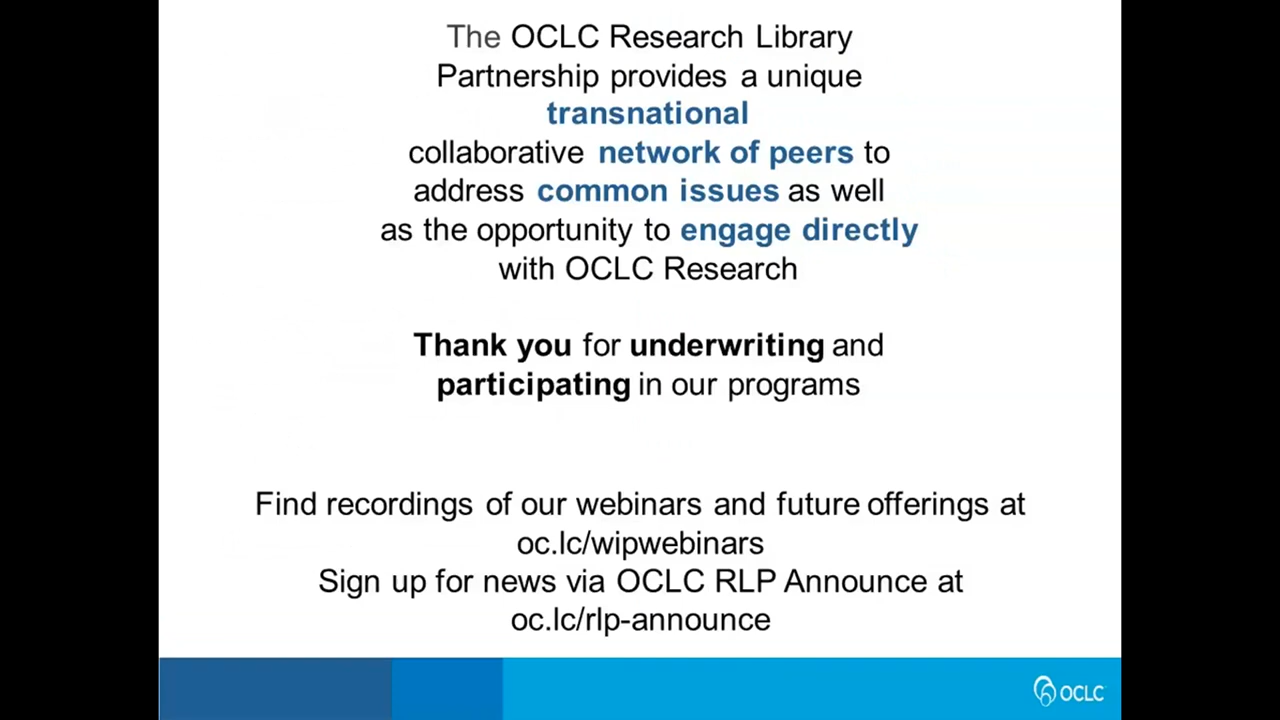 The OCLC Research Library
Partnership provides a unique
transnational
collaborative network of peers to
address common issues as well
as the opportunity to engage directly
with OCLC Research
Thank you for underwriting and
participating in our programs
Find recordings of our webinars and future offerings at
oc.lc/wipwebinars
Sign up for news via OCLC RLP Announce at
oc.lc/rlp-announce
OCLC